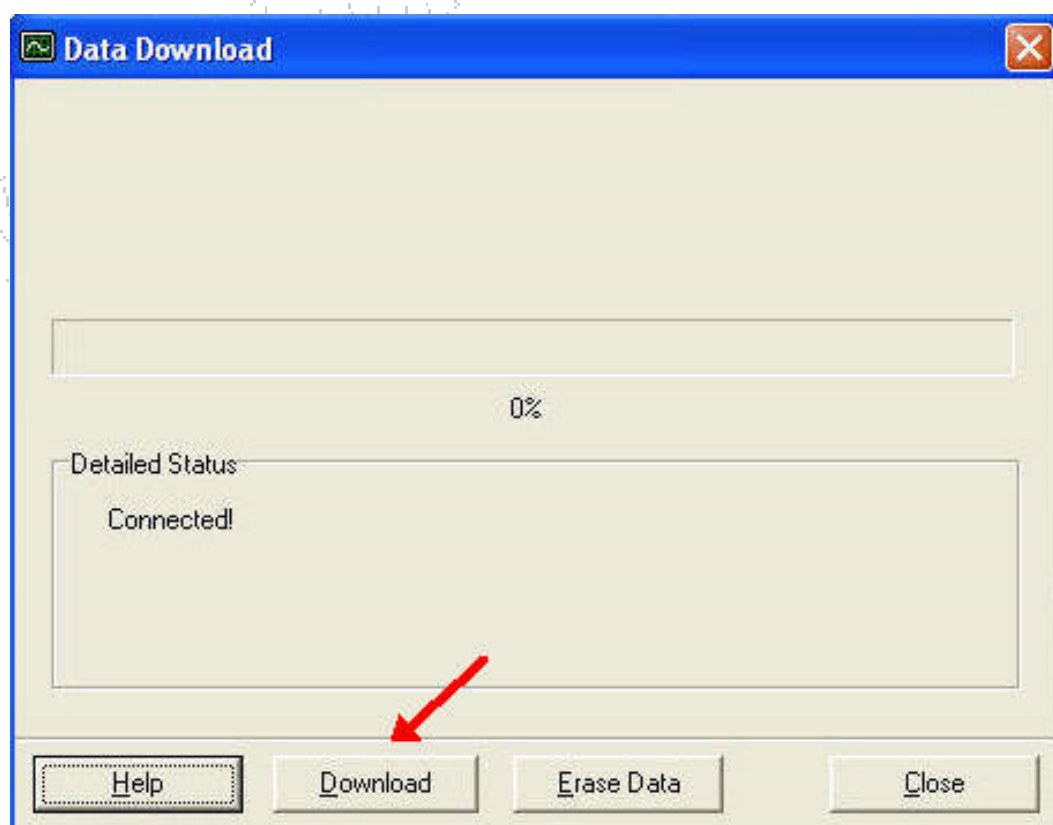 Data Download
0%
Detailed Status
Connected!
Help Download Erase Data Close